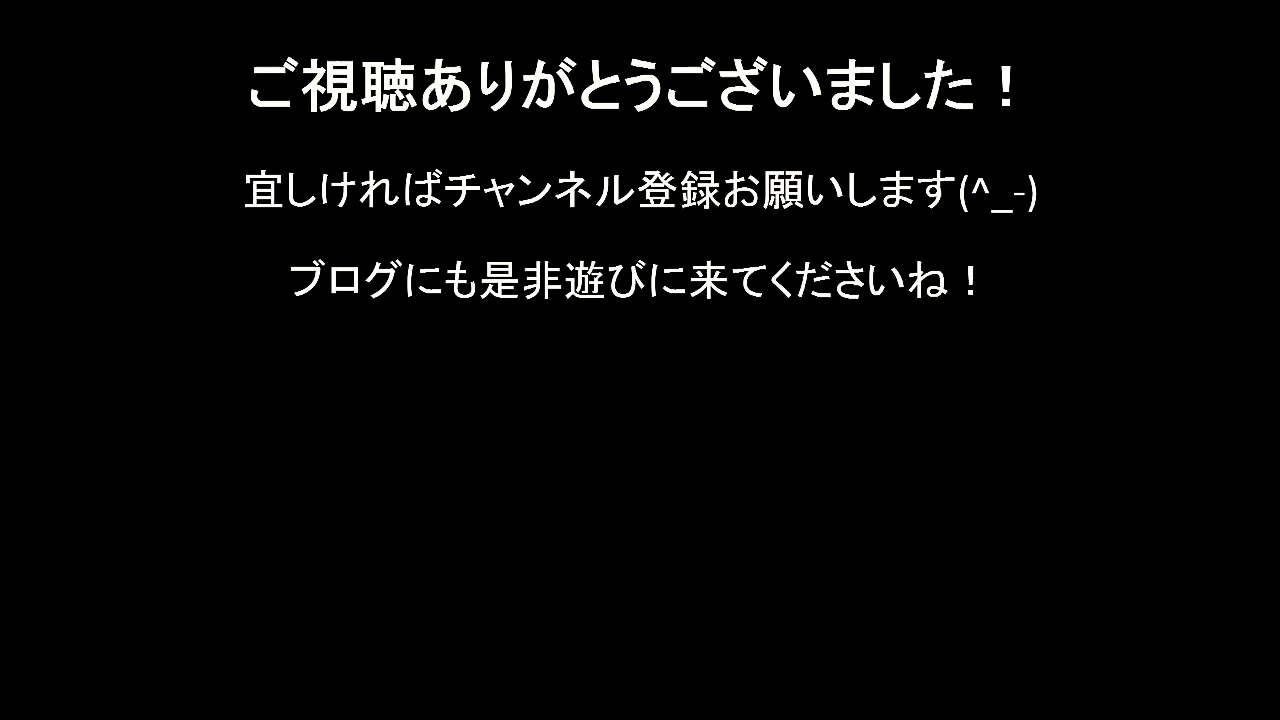 ご視聴ありがとうございました！
宜しければチャンネル登録お願いします(^_-)
ブログにも是非遊びに来てくださいね！